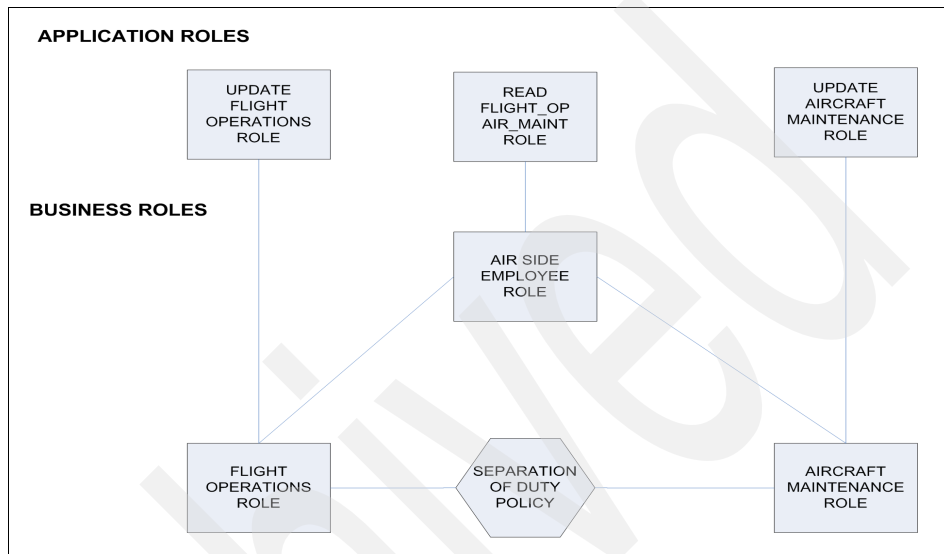 APPLICATION ROLES
UPDATE
FLIGHT
OPERATIONS
ROLE
READ
FLIGHT_OP
AIR_MAINT
ROLE
UPDATE
AIRCRAFT
MAINTENANCE
ROLE
BUSINESS ROLES
AIR SIDE
EMPLOYEE
ROLE
FLIGHT
OPERATIONS
ROLE
SEPARATION
OF DUTY
POLICY
AIRCRAFT
MAINTENANCE
ROLE
hived